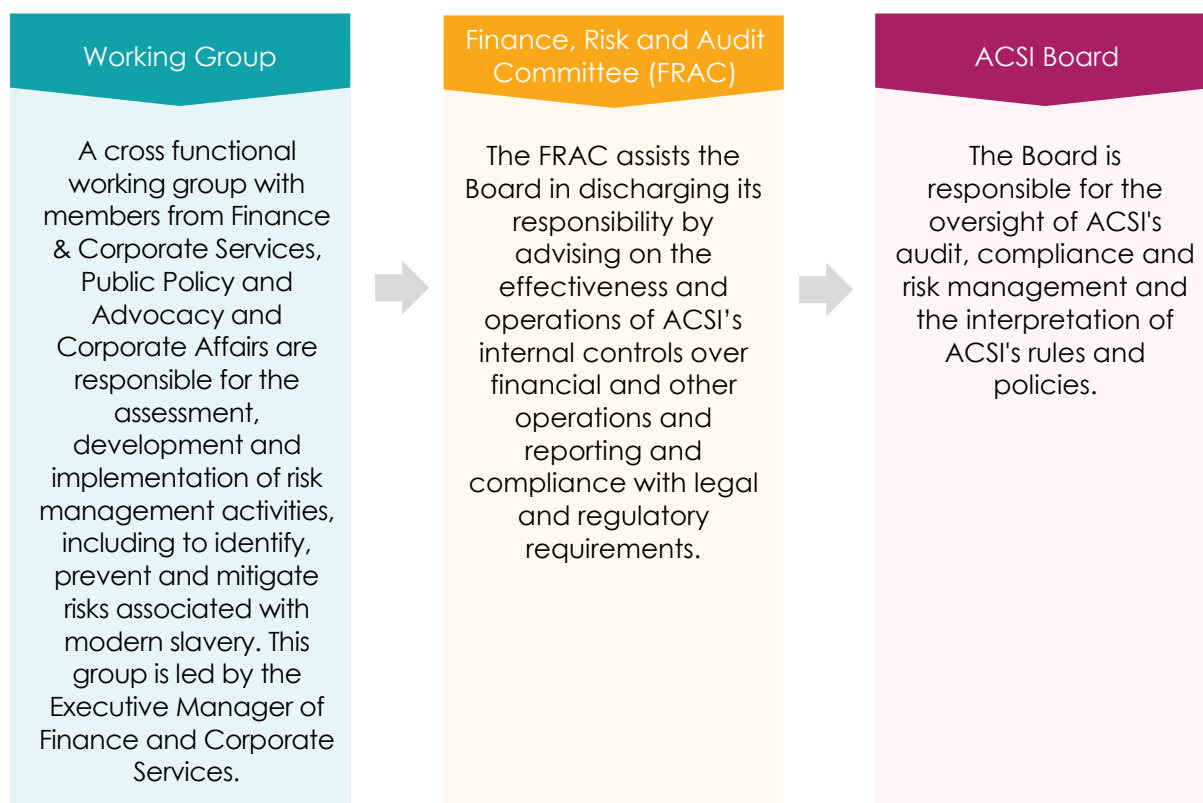 Working Group
A cross functional
working group with
members from Finance
& Corporate Services,
Public Policy and
Advocacy and
Corporate Affairs are
responsible for the
assessment,
development and
implementation of risk
management activities,
including to identify,
prevent and mitigate
risks associated with
modern slavery. This
group is led by the
Executive Manager of
Finance and Corporate
Services.
Finance, Risk and Audit
Committee (FRAC)
The FRAC assists the
Board in discharging its
responsibility by
advising on the
effectiveness and
operations of ACSI’s
internal controls over
financial and other
operations and
reporting and
compliance with legal
and regulatory
requirements.
ACSI Board
The Board is
responsible for the
oversight of ACSI's
audit, compliance and
risk management and
the interpretation of
ACSI's rules and
policies.